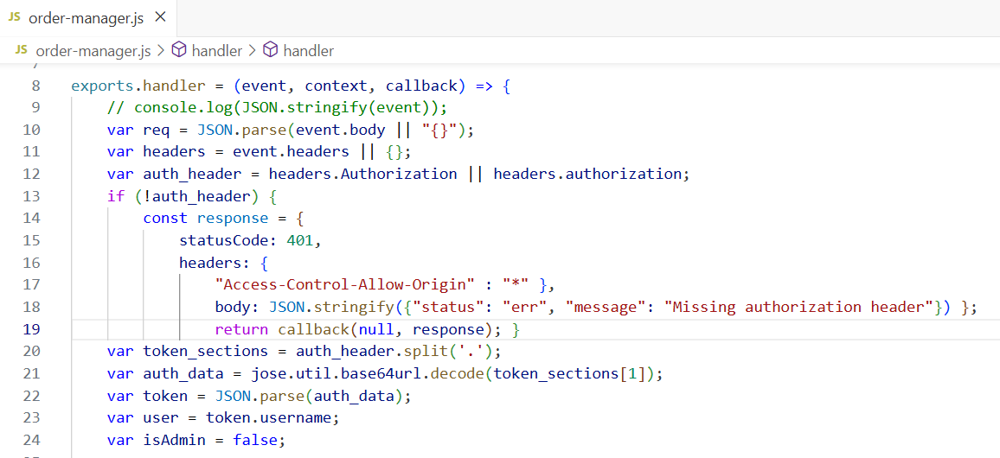 JS order-manager.js ×
JS order-manager.js > handler > handler
7
8 exports.handler = (event, context, callback) => {
9     // console.log(JSON.stringify(event));
10     var req = JSON.parse(event.body || "{}");
11     var headers = event.headers || {};
12     var auth_header = headers.Authorization || headers.authorization;
13     if (!auth_header) {
14         const response = {
15             statusCode: 401,
16             headers: {
17                 "Access-Control-Allow-Origin" : "*" },
18                 body: JSON.stringify({"status": "err", "message": "Missing authorization header"}) };
19                 return callback(null, response); }
20     var token_sections = auth_header.split('.');
21     var auth_data = jose.util.base64url.decode(token_sections[1]);
22     var token = JSON.parse(auth_data);
23     var user = token.username;
24     var isAdmin = false;